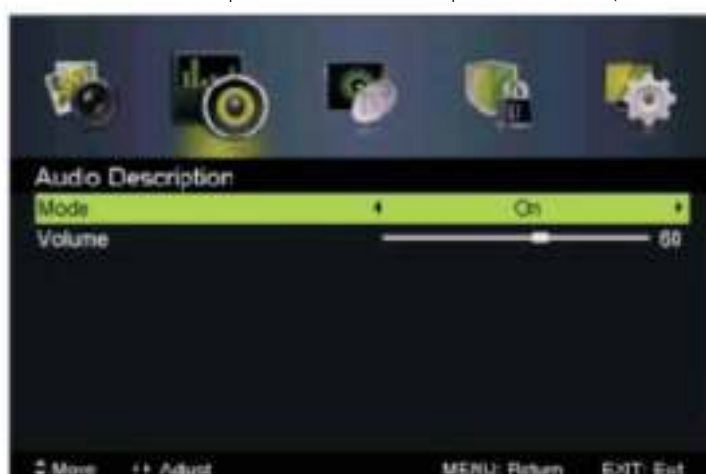 Audio Description
Mode On
Volume 60
Move Adjust MENU: Return EXIT: Exit